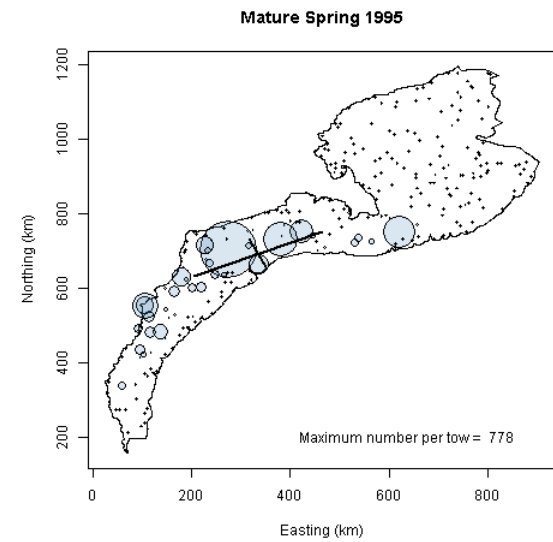 Mature Spring 1995
1200
1000
800
600
400
200
Northing (km)
Maximum number per tow = 778
0 200 400 600 800
Easting (km)